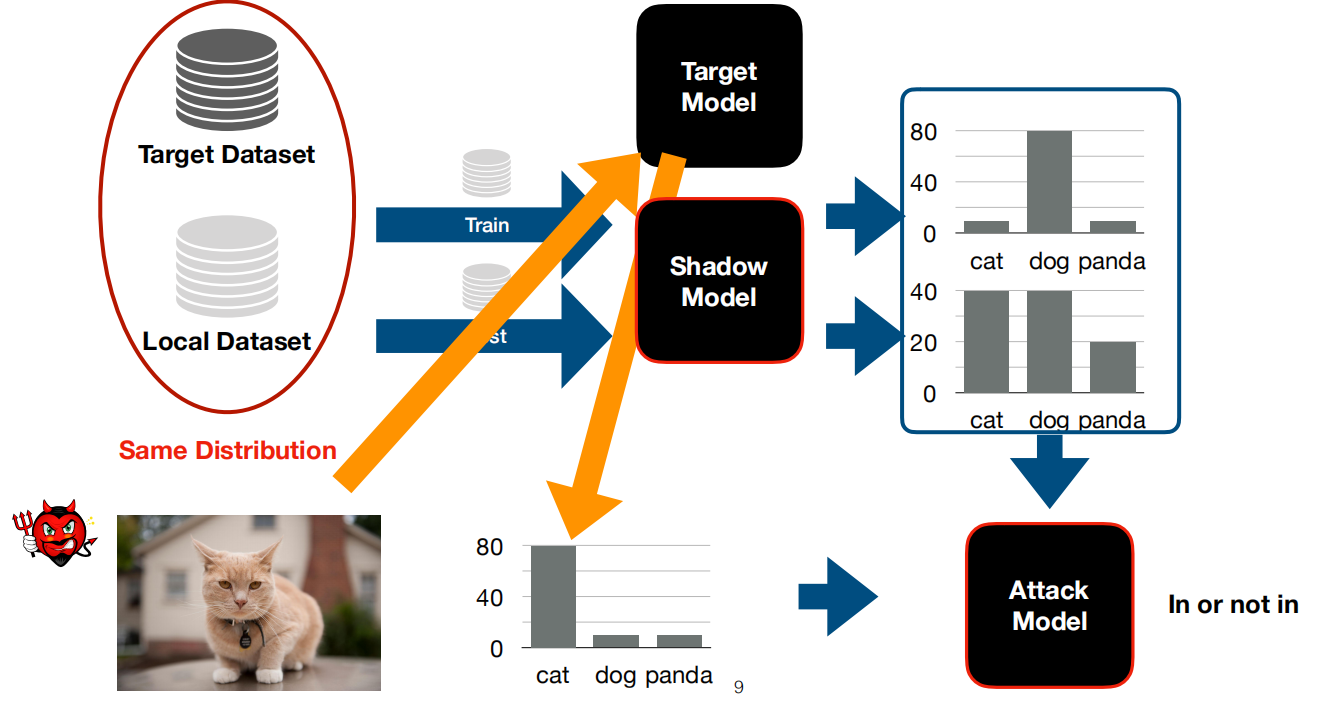 Target
Model
Target Dataset
Train
Shadow
Model
Local Dataset
Same Distribution
80
40
0
cat dog panda
40
20
0
cat dog panda
80
40
0
cat dog panda
Attack
Model
In or not in
9